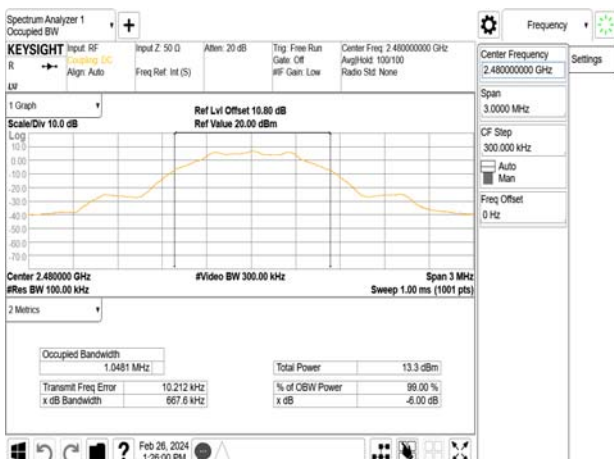 Spectrum Analyzer 1
Occupied BW
Frequency
KEYSIGHT
R
Input: RF
Coupling: DC
Align: Auto
Input Z: 50 Ω
Freq Ref: Int (S)
Atten: 20 dB
Trig: Free Run
Gate: Off
#IF Gain: Low
Center Freq: 2.480000000 GHz
Avg|Hold: 100/100
Radio Std: None
Center Frequency
2.480000000 GHz
Settings
Span
3.0000 MHz
CF Step
300.000 kHz
Auto
Man
Freq Offset
0 Hz
1 Graph
Scale/Div 10.0 dB
Ref Lvl Offset 10.80 dB
Ref Value 20.00 dBm
Log
10.0
0.00
-10.0
-20.0
-30.0
-40.0
-50.0
-60.0
-70.0
Center 2.480000 GHz
#Res BW 100.00 kHz
#Video BW 300.00 kHz
Span 3 MHz
Sweep 1.00 ms (1001 pts)
2 Metrics
Occupied Bandwidth
1.0481 MHz
Transmit Freq Error 10.212 kHz
x dB Bandwidth 667.6 kHz
Total Power 13.3 dBm
% of OBW Power 99.00 %
x dB -6.00 dB
Feb 26, 2024
1:26:00 PM